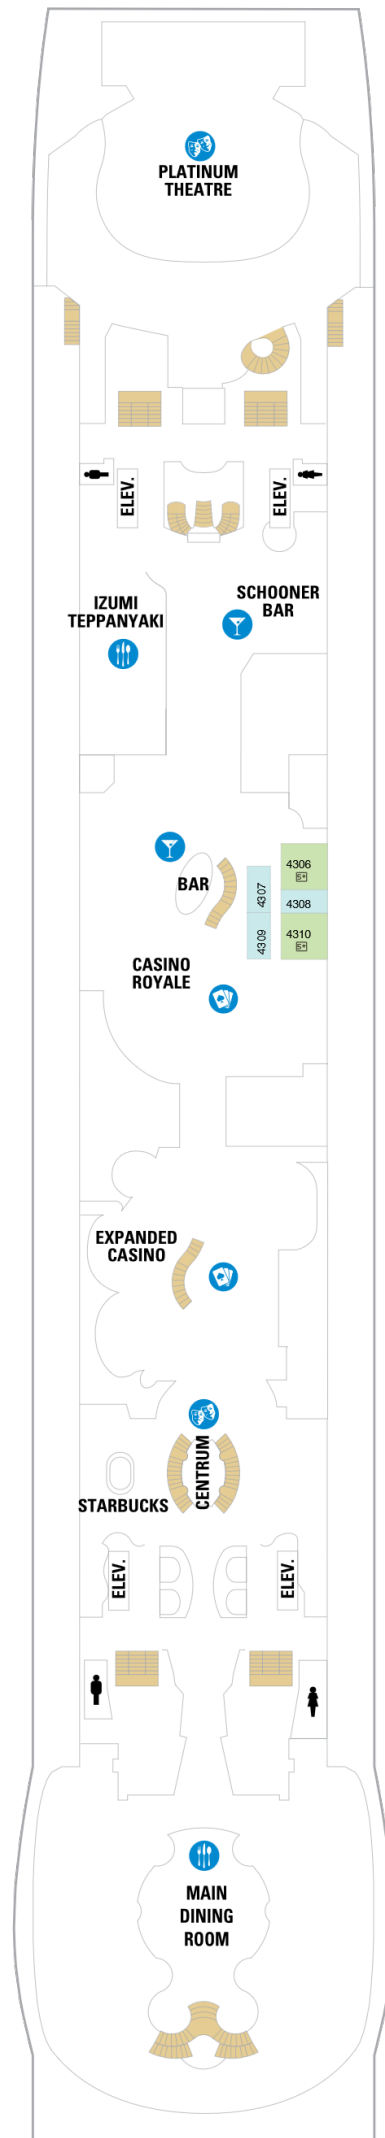 PLATINUM
THEATRE
ELEV.
ELEV.
IZUMI
TEPPANYAKI
SCHOONER
BAR
BAR
4306
4307
4308
4309
4310
CASINO
ROYALE
EXPANDED
CASINO
CENTRUM
STARBUCKS
ELEV.
ELEV.
MAIN
DINING
ROOM